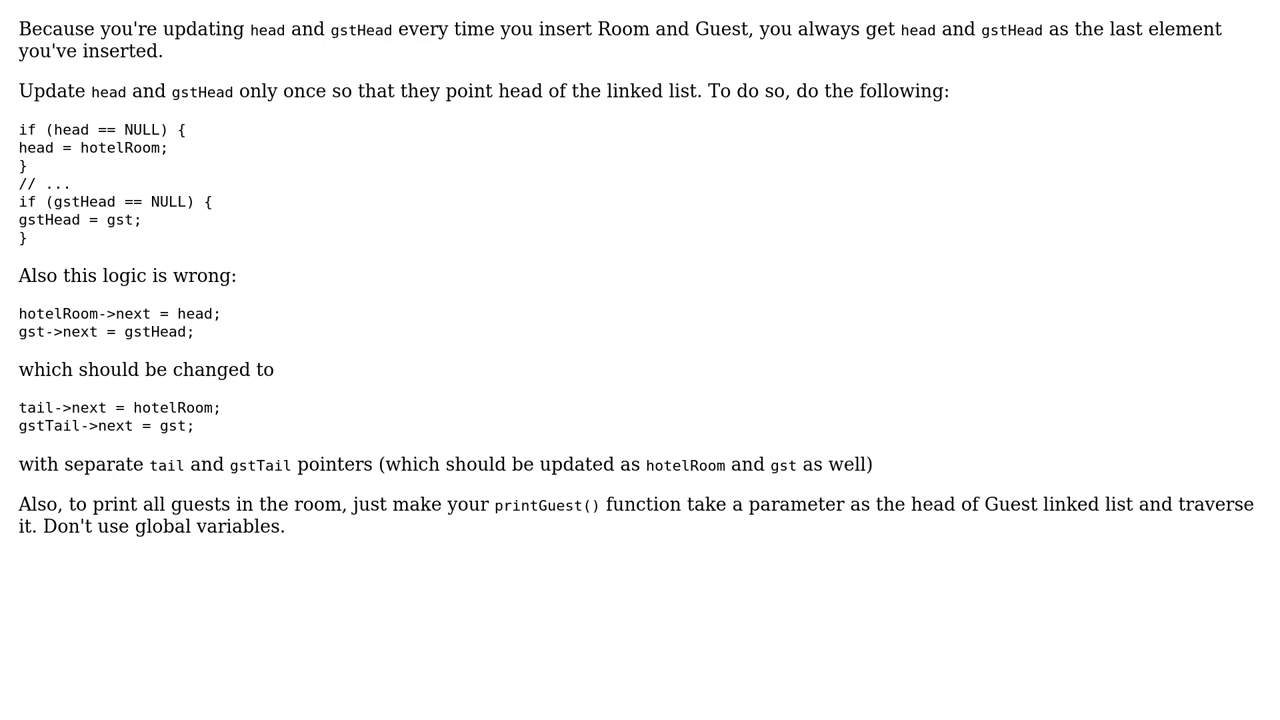 Because you're updating head and gstHead every time you insert Room and Guest, you always get head and gstHead as the last element
you've inserted.
Update head and gstHead only once so that they point head of the linked list. To do so, do the following:
if (head == NULL) {
head = hotelRoom;
}
// ...
if (gstHead == NULL) {
gstHead = gst;
}
Also this logic is wrong:
hotelRoom->next = head;
gst->next = gstHead;
which should be changed to
tail->next = hotelRoom;
gstTail->next = gst;
with separate tail and gstTail pointers (which should be updated as hotelRoom and gst as well)
Also, to print all guests in the room, just make your printGuest() function take a parameter as the head of Guest linked list and traverse
it. Don't use global variables.